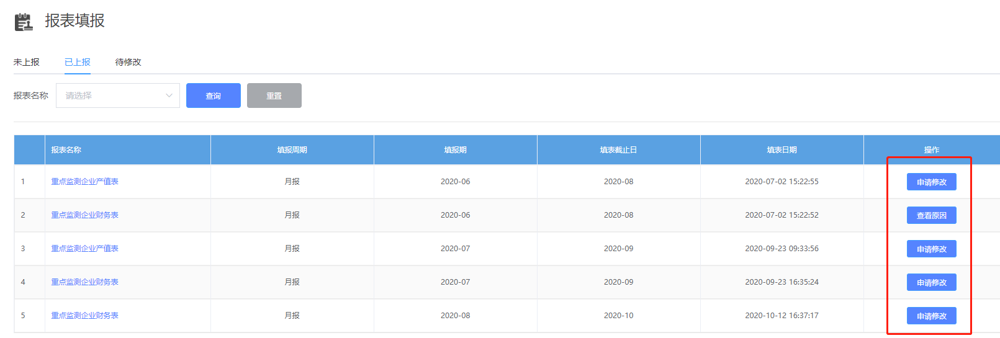 报表填报
未上报 已上报 待修改
报表名称 请选择 查询 重置
报表名称 填报周期 填报期 填表截止日 填表日期 操作
1 重点监测企业产值表 月报 2020-06 2020-08 2020-07-02 15:22:55 申请修改
2 重点监测企业财务表 月报 2020-06 2020-08 2020-07-02 15:22:52 查看原因
3 重点监测企业产值表 月报 2020-07 2020-09 2020-09-23 09:33:56 申请修改
4 重点监测企业财务表 月报 2020-07 2020-09 2020-09-23 16:35:24 申请修改
5 重点监测企业财务表 月报 2020-08 2020-10 2020-10-12 16:37:17 申请修改